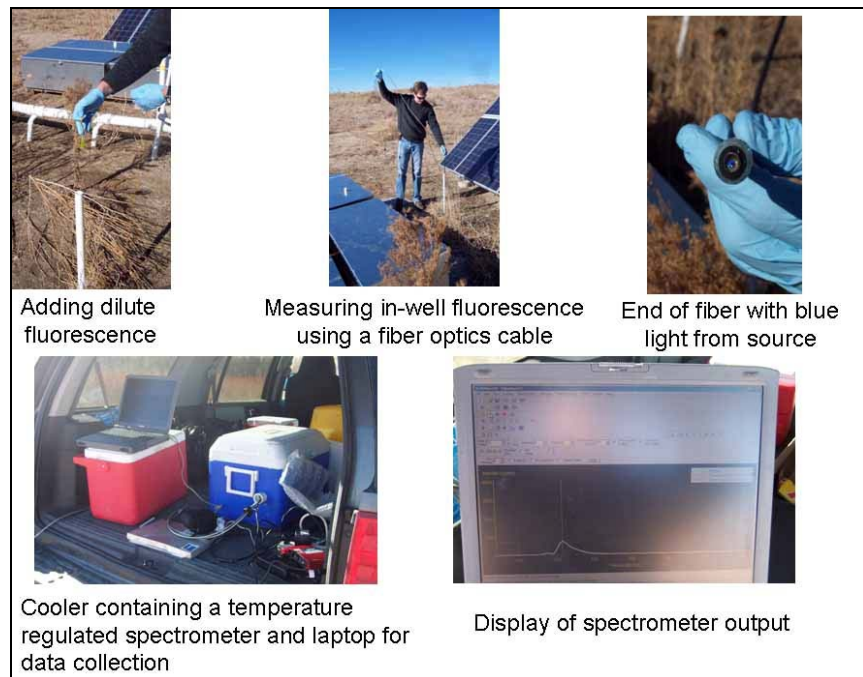 Adding dilute
fluorescence
Measuring in-well fluorescence
using a fiber optics cable
End of fiber with blue
light from source
Cooler containing a temperature
regulated spectrometer and laptop for
data collection
Display of spectrometer output